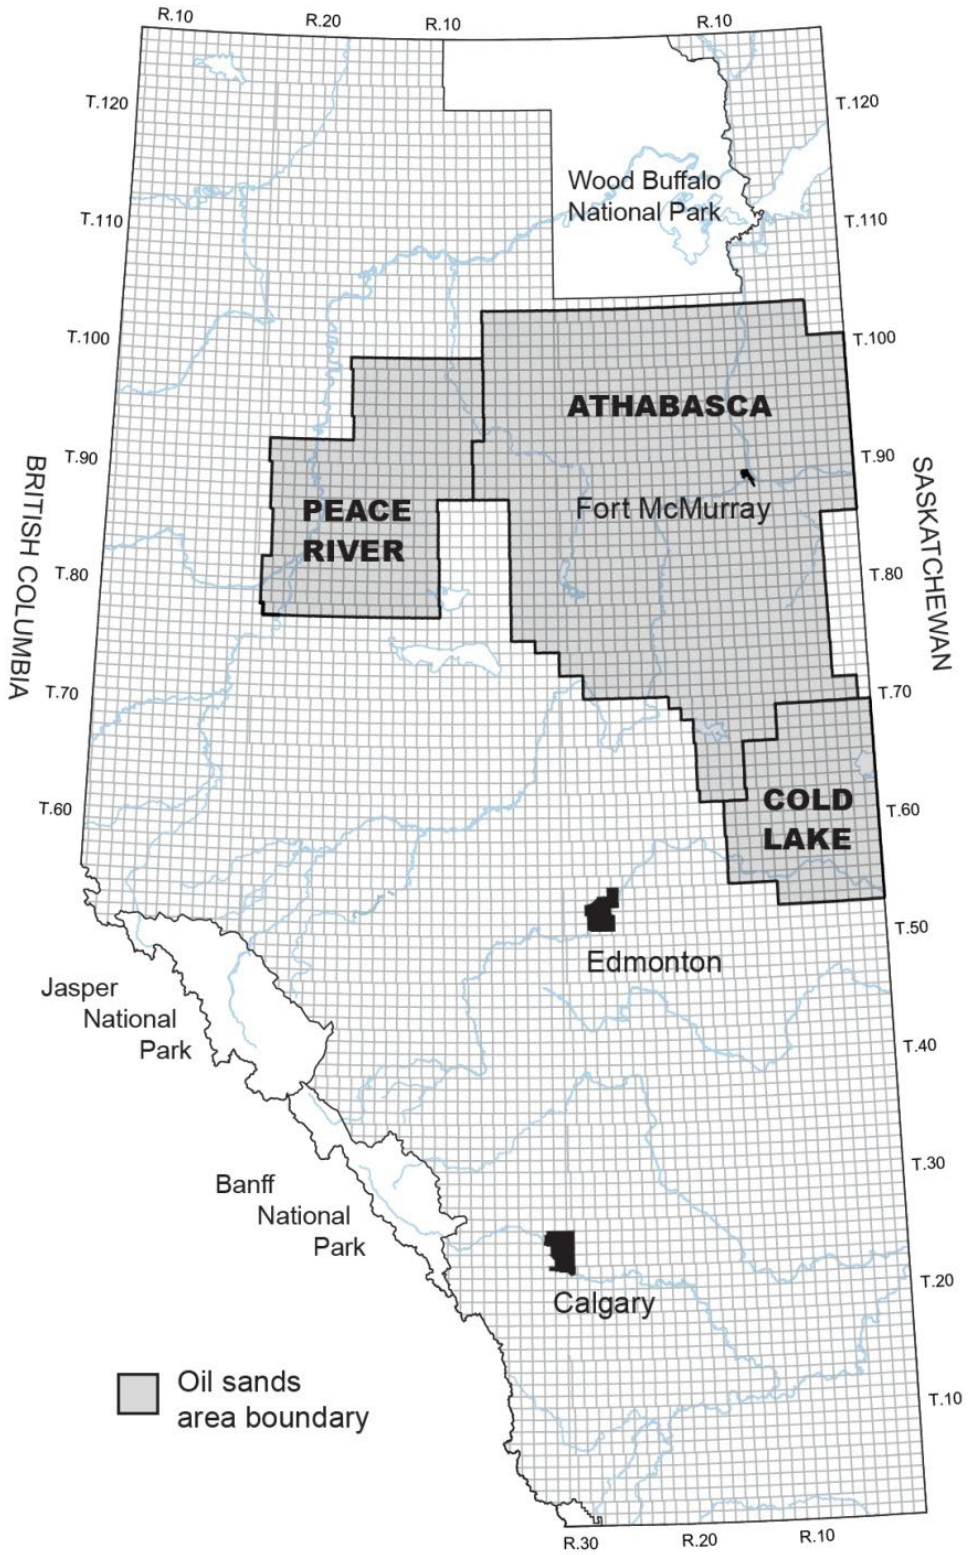 R.10
R.20
R.10
R.10
T.120
T.120
Wood Buffalo
National Park
T.110
T.110
T.100
T.100
ATHABASCA
T.90
T.90
BRITISH COLUMBIA
SASKATCHEWAN
PEACE
RIVER
Fort McMurray
T.80
T.80
T.70
T.70
COLD
LAKE
T.60
T.60
T.50
Edmonton
Jasper
National
Park
T.40
T.30
Banff
National
Park
T.20
Calgary
Oil sands
area boundary
T.10
R.30
R.20
R.10